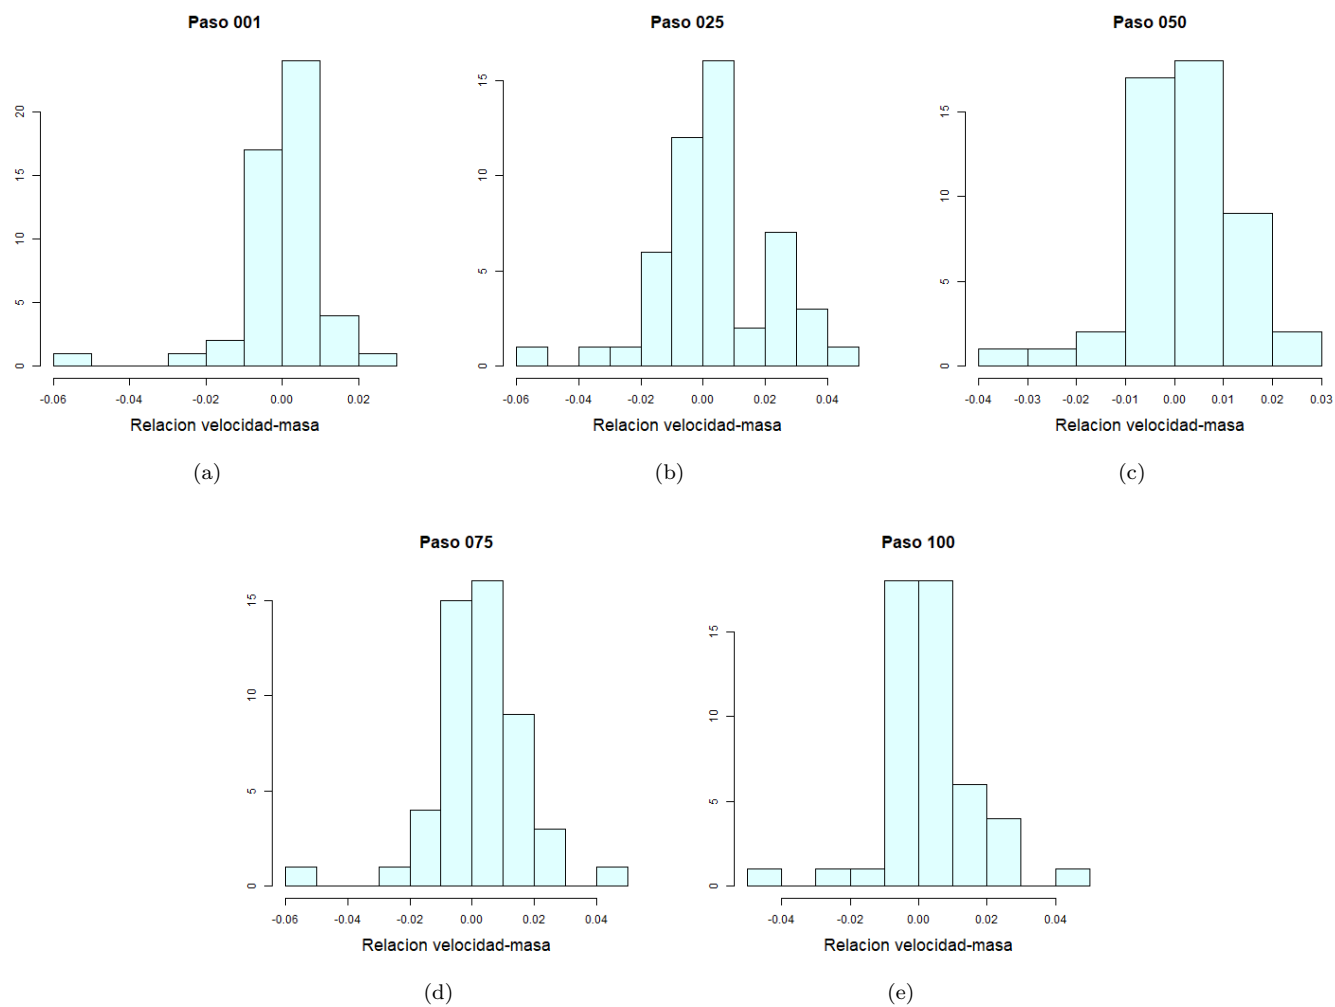 Paso 001
20
15
10
5
0
-0.06 -0.04 -0.02 0.00 0.02
Relacion velocidad-masa
(a)
Paso 025
15
10
5
0
-0.06 -0.04 -0.02 0.00 0.02 0.04
Relacion velocidad-masa
(b)
Paso 050
15
10
5
0
-0.04 -0.03 -0.02 -0.01 0.00 0.01 0.02 0.03
Relacion velocidad-masa
(c)
Paso 075
15
10
5
0
-0.06 -0.04 -0.02 0.00 0.02 0.04
Relacion velocidad-masa
(d)
Paso 100
15
10
5
0
-0.04 -0.02 0.00 0.02 0.04
Relacion velocidad-masa
(e)